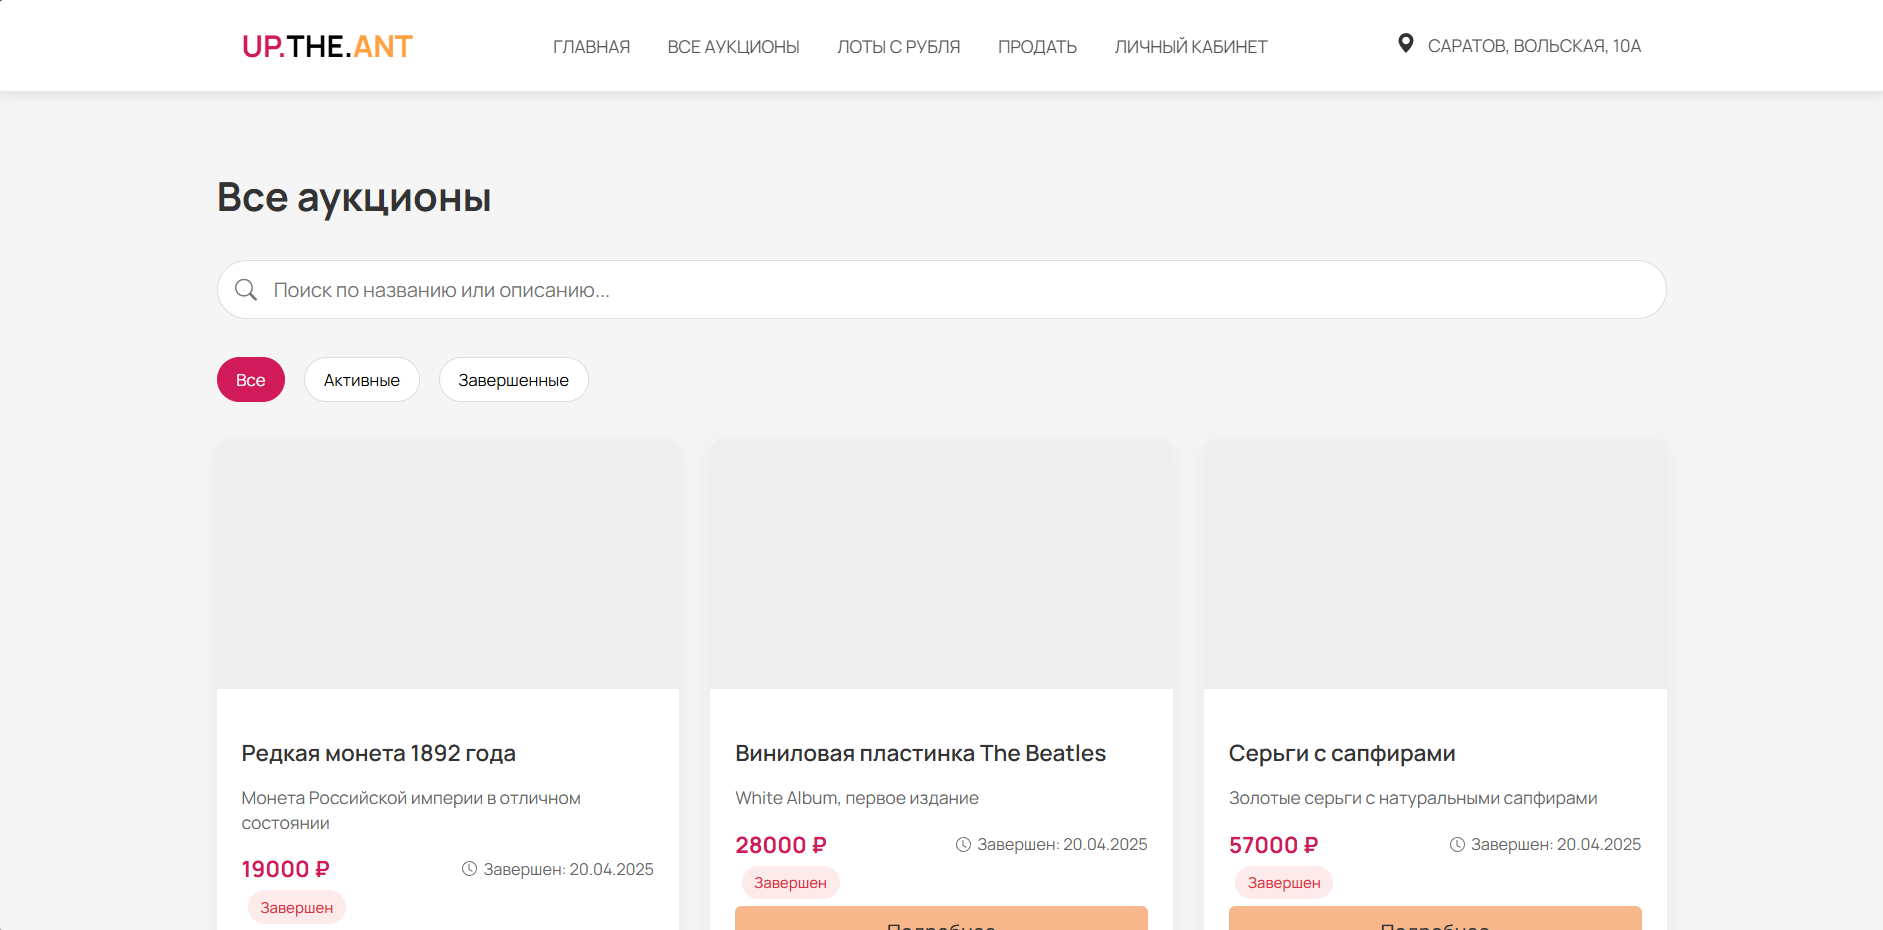 UP.THE.ANT
ГЛАВНАЯ
ВСЕ АУКЦИОНЫ
ЛОТЫ С РУБЛЯ
ПРОДАТЬ
ЛИЧНЫЙ КАБИНЕТ
САРАТОВ, ВОЛЬСКАЯ, 10А
Все аукционы
Поиск по названию или описанию...
Все
Активные
Завершенные
Редкая монета 1892 года
Монета Российской империи в отличном
состоянии
19000 ₽
Завершен: 20.04.2025
Завершен
Виниловая пластинка The Beatles
White Album, первое издание
28000 ₽
Завершен: 20.04.2025
Завершен
Подробнее
Серьги с сапфирами
Золотые серьги с натуральными сапфирами
57000 ₽
Завершен: 20.04.2025
Завершен
Подробнее